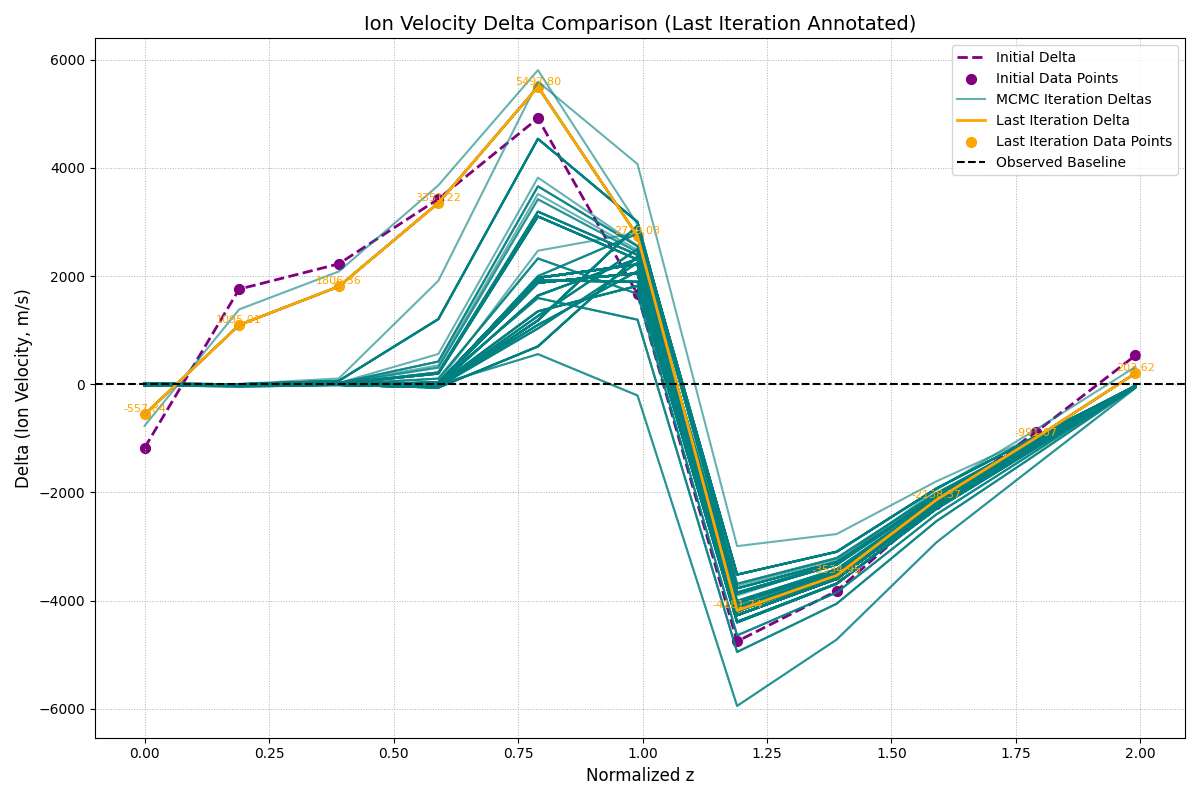 Ion Velocity Delta Comparison (Last Iteration Annotated)
Initial Delta
Initial Data Points
MCMC Iteration Deltas
Last Iteration Delta
Last Iteration Data Points
Observed Baseline
6000
4000
2000
0
−2000
−4000
−6000
Delta (Ion Velocity, m/s)
5497.80
1806.36
0.00
0.25
0.50
0.75
1.00
1.25
1.50
1.75
2.00
Normalized z